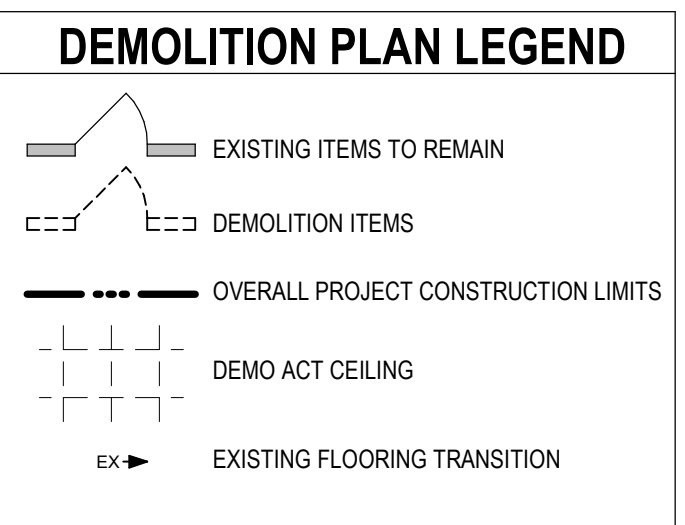 DEMOLITION PLAN LEGEND
EXISTING ITEMS TO REMAIN
DEMOLITION ITEMS
OVERALL PROJECT CONSTRUCTION LIMITS
DEMO ACT CEILING
EX EXISTING FLOORING TRANSITION